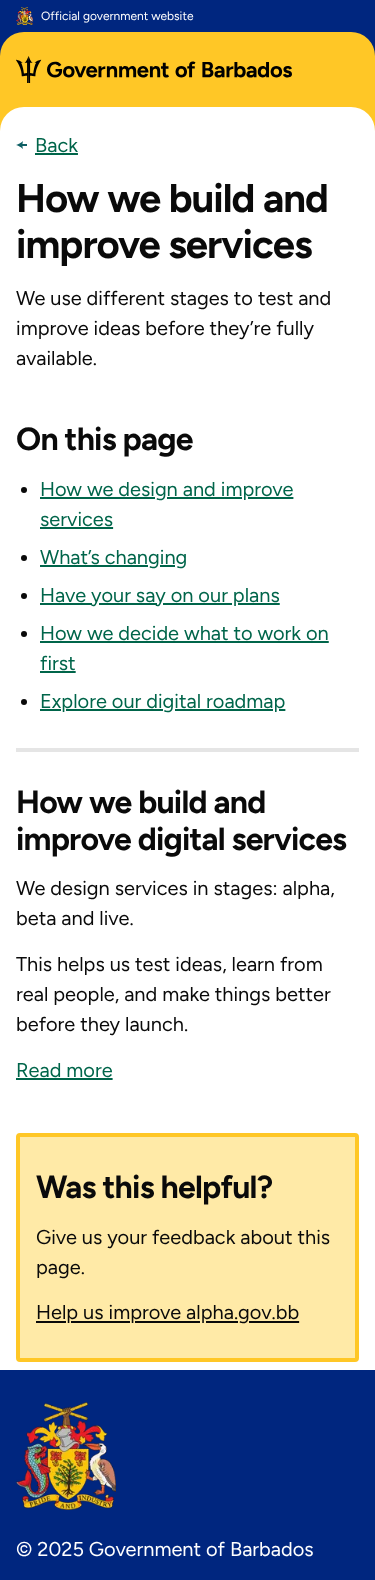 Official government website
Government of Barbados
Back
How we build and
improve services
We use different stages to test and
improve ideas before they’re fully
available.
On this page
How we design and improve
services
What’s changing
Have your say on our plans
How we decide what to work on
first
Explore our digital roadmap
How we build and
improve digital services
We design services in stages: alpha,
beta and live.
This helps us test ideas, learn from
real people, and make things better
before they launch.
Read more
Was this helpful?
Give us your feedback about this
page.
Help us improve alpha.gov.bb
PRIDE AND INDUSTRY
© 2025 Government of Barbados